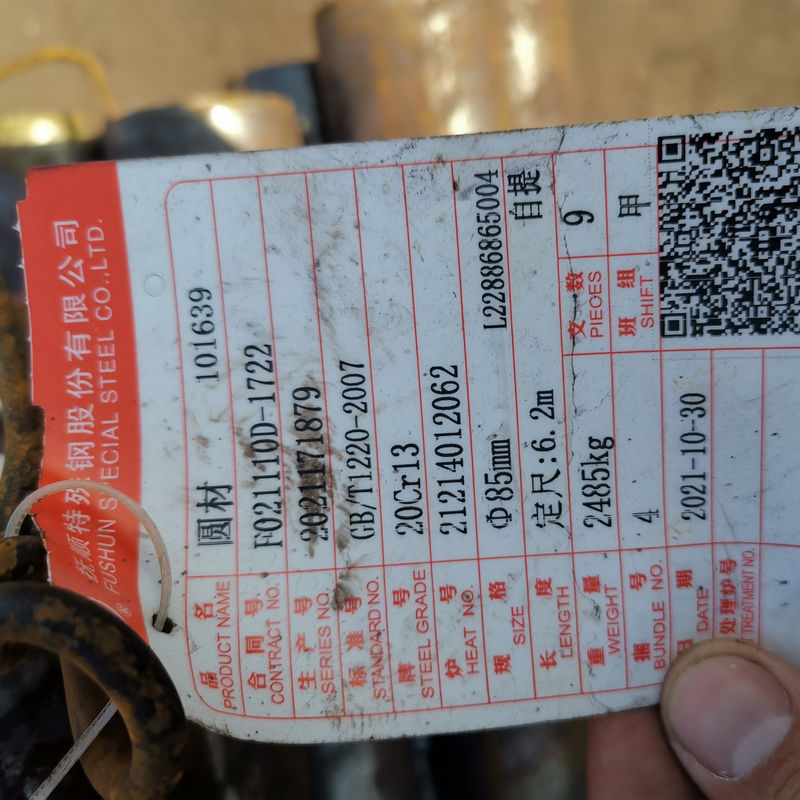 抚顺特殊钢股份有限公司
® FUSHUN SPECIAL STEEL CO.,LTD.
品 名 圆材 101639
PRODUCT NAME
合 同 号 F021110D-1722
CONTRACT NO.
生 产 号 2021171879
SERIES NO.
标 准 号 GB/T1220-2007
STANDARD NO.
牌 号 20Cr13
STEEL GRADE
炉 号 21214012062
HEAT NO.
规 格 Φ85mm L22886865004
SIZE
长 度 定尺:6.2m 自提
LENGTH
重 量 2485kg 支 数 9
WEIGHT PIECES
捆 号 4 班 组 甲
BUNDLE NO. SHIFT
日 期 2021-10-30
DATE
处理炉号
TREATMENT NO.